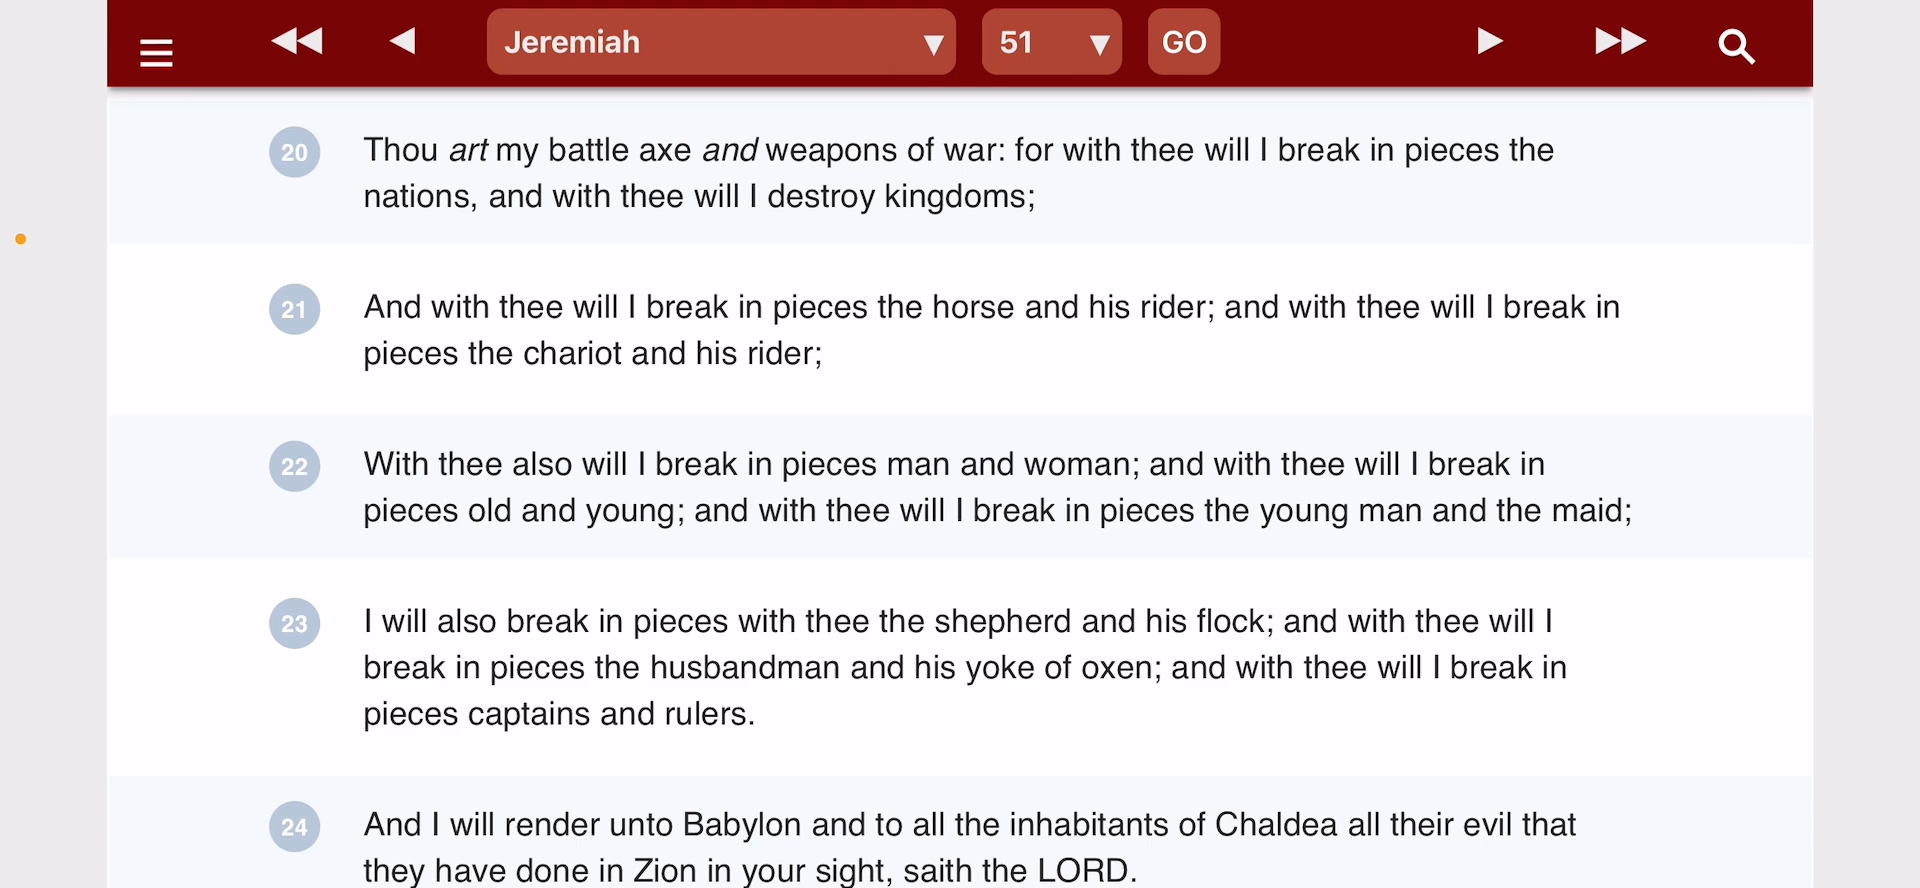 Jeremiah 51 GO
20 Thou art my battle axe and weapons of war: for with thee will I break in pieces the
nations, and with thee will I destroy kingdoms;
21 And with thee will I break in pieces the horse and his rider; and with thee will I break in
pieces the chariot and his rider;
22 With thee also will I break in pieces man and woman; and with thee will I break in
pieces old and young; and with thee will I break in pieces the young man and the maid;
23 I will also break in pieces with thee the shepherd and his flock; and with thee will I
break in pieces the husbandman and his yoke of oxen; and with thee will I break in
pieces captains and rulers.
24 And I will render unto Babylon and to all the inhabitants of Chaldea all their evil that
they have done in Zion in your sight, saith the LORD.